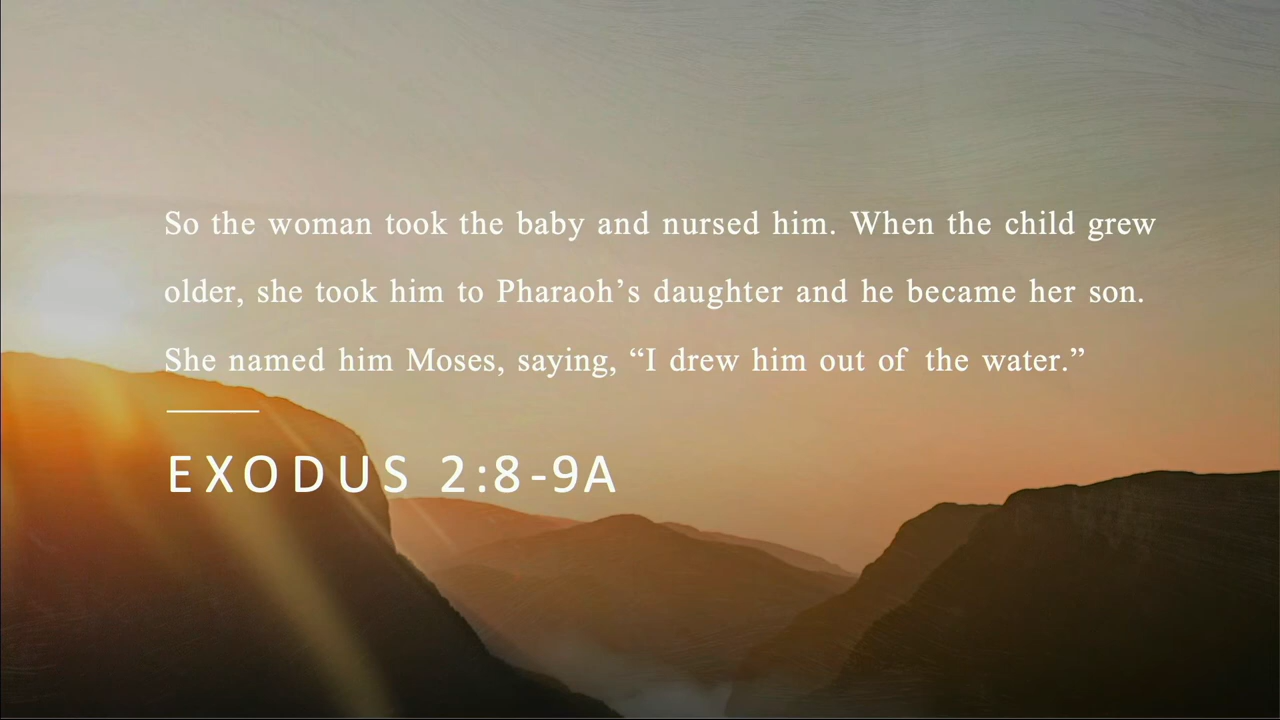 So the woman took the baby and nursed him. When the child grew
older, she took him to Pharaoh’s daughter and he became her son.
She named him Moses, saying, “I drew him out of the water.”
EXODUS 2:8-9A